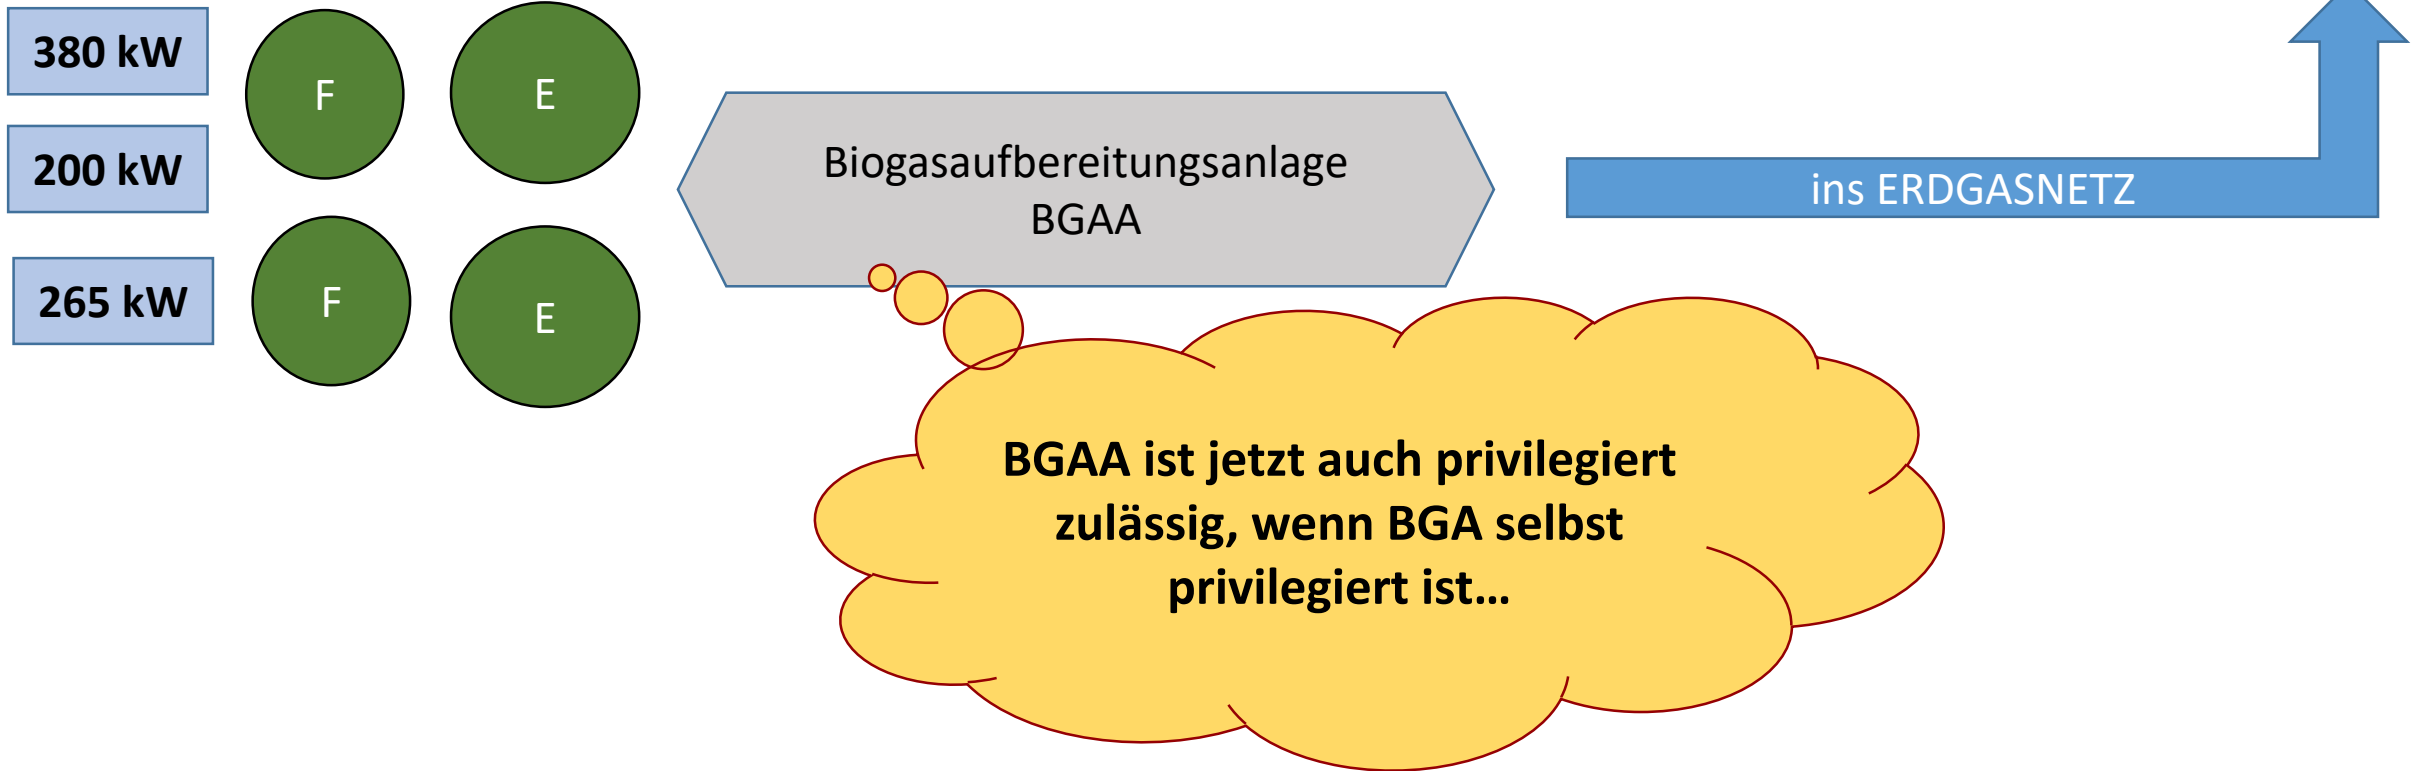 380 kW
200 kW
265 kW
F
E
F
E
Biogasaufbereitungsanlage
BGAA
ins ERDGASNETZ
BGAA ist jetzt auch privilegiert
zulässig, wenn BGA selbst
privilegiert ist...